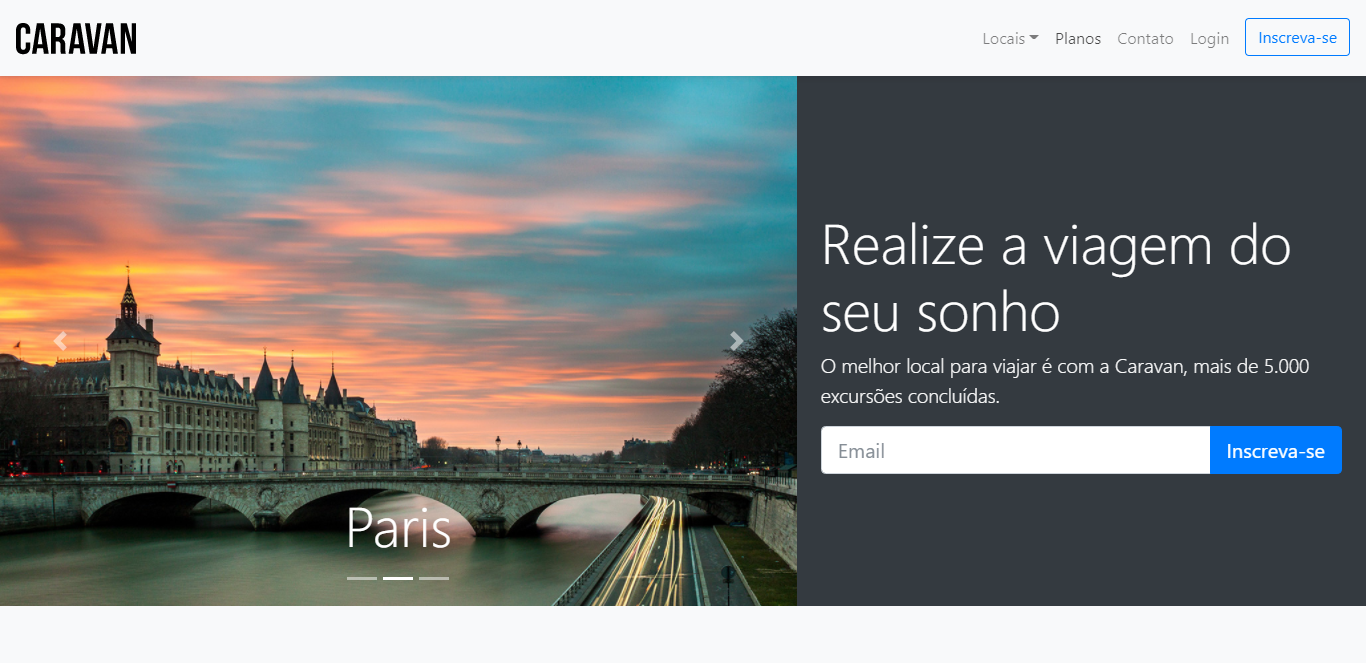 CARAVAN
Locais Planos Contato Login Inscreva-se
Realize a viagem do
seu sonho
O melhor local para viajar é com a Caravan, mais de 5.000
excursões concluídas.
Email Inscreva-se
Paris